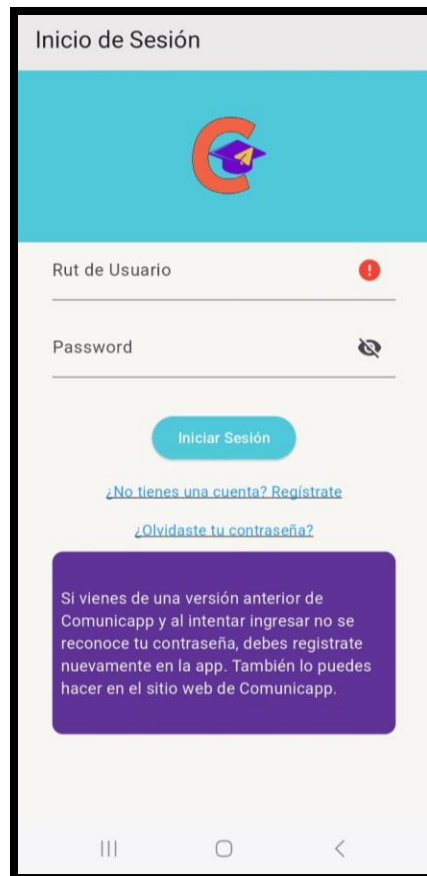 Inicio de Sesión
Rut de Usuario
Password
Iniciar Sesión
¿No tienes una cuenta? Regístrate
¿Olvidaste tu contraseña?
Si vienes de una versión anterior de
Comunicapp y al intentar ingresar no se
reconoce tu contraseña, debes registrate
nuevamente en la app. También lo puedes
hacer en el sitio web de Comunicapp.